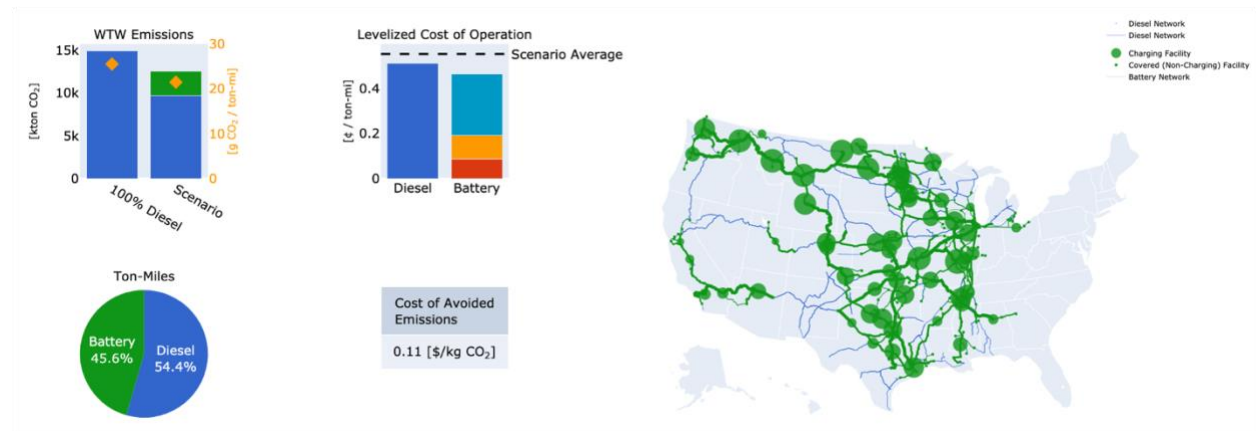 WTW Emissions
15k
10k
5k
0
[kton CO₂]
30
20
10
0
[g CO₂ / ton-mi]
100% Diesel
Scenario
Levelized Cost of Operation
Scenario Average
0.4
0.2
0
[¢ / ton-mi]
Diesel
Battery
Ton-Miles
Battery
45.6%
Diesel
54.4%
Cost of Avoided
Emissions
0.11 [$/kg CO₂]
Diesel Network
Diesel Network
Charging Facility
Covered (Non-Charging) Facility
Battery Network